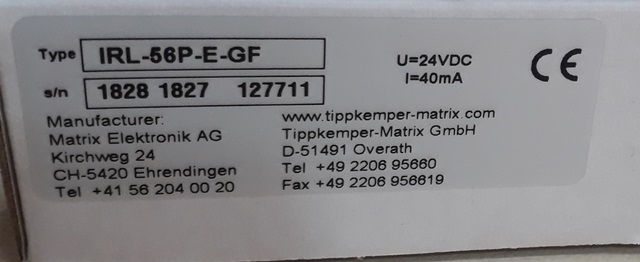 Type IRL-56P-E-GF
U=24VDC
I=40mA
CE
s/n 1828 1827 127711
Manufacturer:
Matrix Elektronik AG
Kirchweg 24
CH-5420 Ehrendingen
Tel +41 56 204 00 20
www.tippkemper-matrix.com
Tippkemper-Matrix GmbH
D-51491 Overath
Tel +49 2206 95660
Fax +49 2206 956619